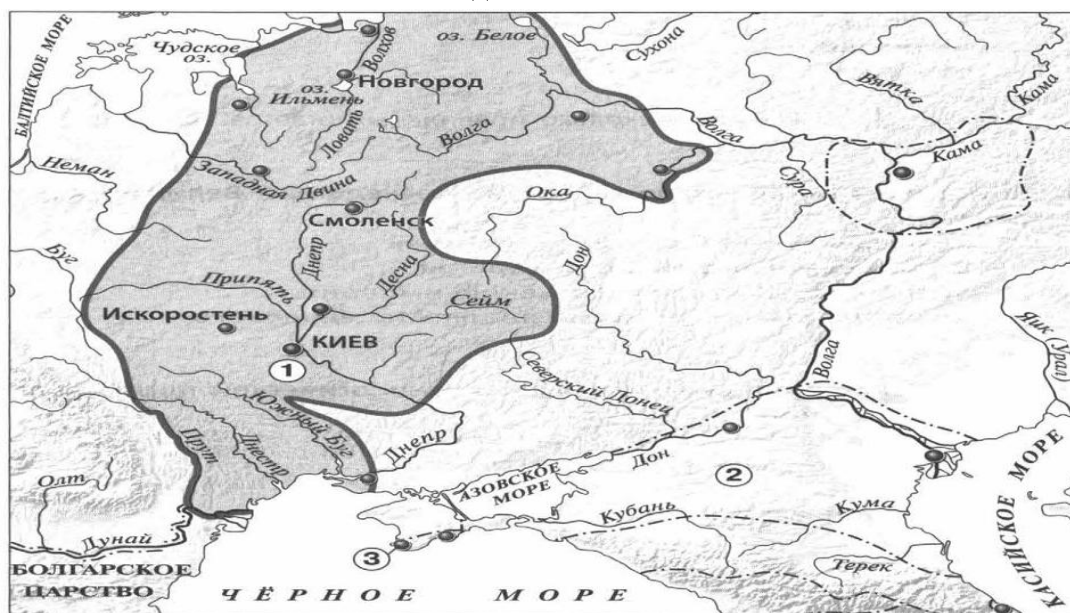 БАЛТИЙСКОЕ МОРЕ
Чудское
оз.
Волхов
оз. Белое
Сухона
Вятка
Кама
Новгород
оз.
Ильмень
Ловать
Волга
Волга
Кама
Сура
Неман
Западная Двина
Ока
Смоленск
Буг
Днепр
Десна
Дон
Припять
Сейм
Искоростень
КИЕВ
1
Волга
Яик
Урал)
Северский Донец
Южный Буг
Днепр
Прут
Днестр
Дон
2
Олт
АЗОВСКОЕ
МОРЕ
Кубань
Кума
Дунай
3
Терек
БОЛГАРСКОЕ
ЦАРСТВО
ЧЁРНОЕ МОРЕ
КАСПИЙСКОЕ МОРЕ